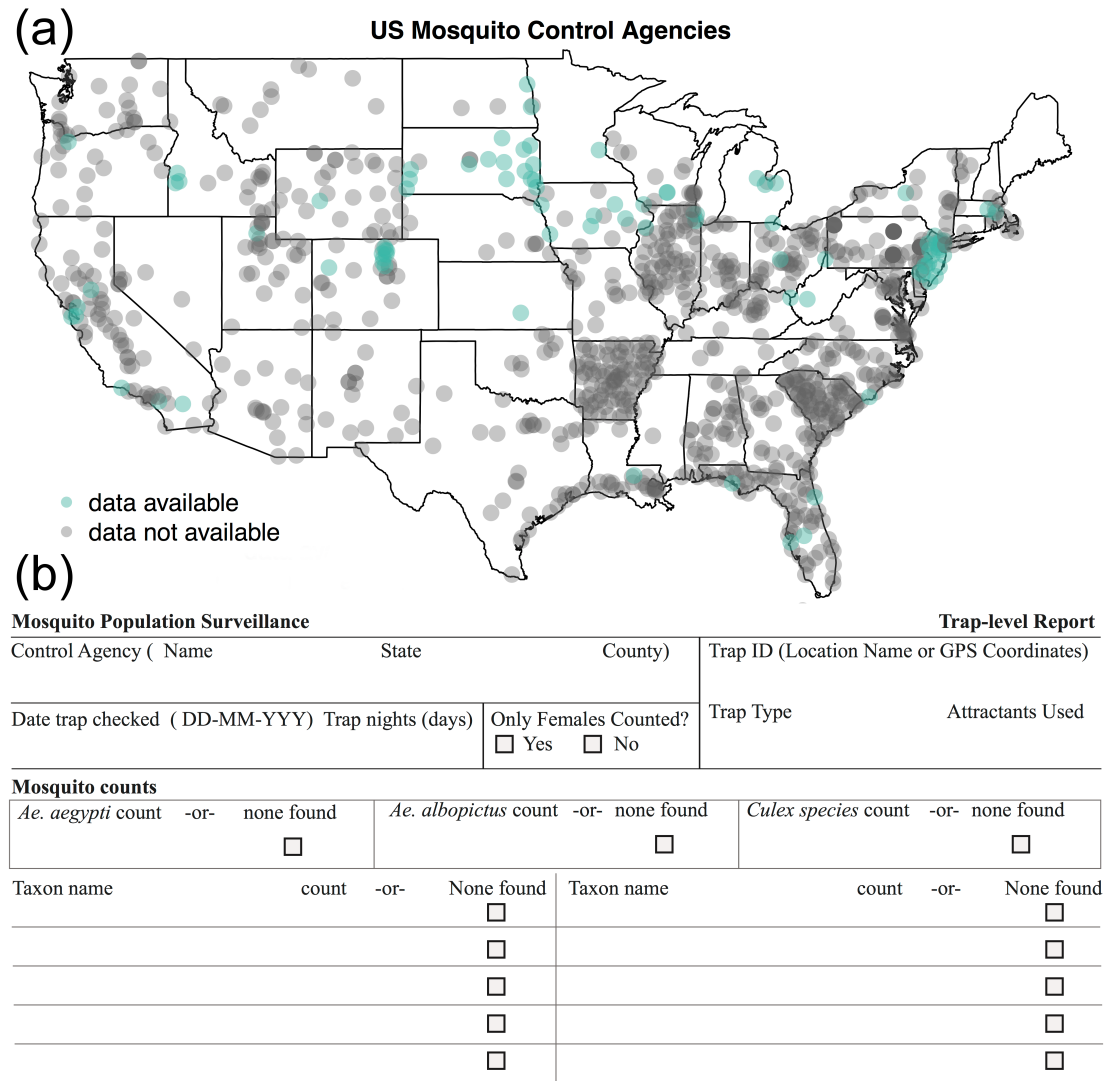 (a)
US Mosquito Control Agencies
data available
data not available
(b)
Mosquito Population Surveillance Trap-level Report
Control Agency ( Name State County) Trap ID (Location Name or GPS Coordinates)
Date trap checked ( DD-MM-YYY) Trap nights (days) Only Females Counted? Trap Type Attractants Used
Yes No
Mosquito counts
Ae. aegypti count -or- none found Ae. albopictus count -or- none found Culex species count -or- none found
Taxon name count -or- None found Taxon name count -or- None found